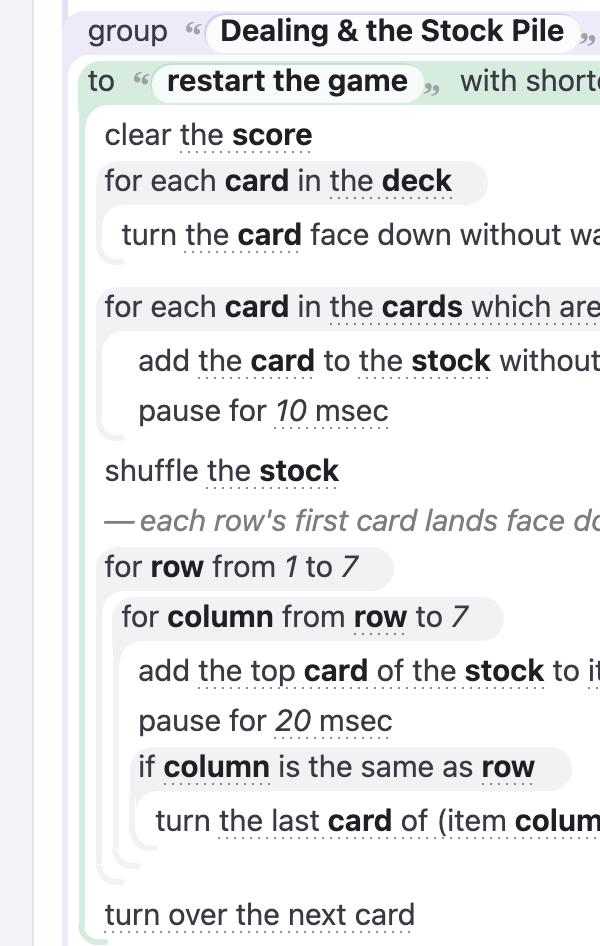 group “ Dealing & the Stock Pile ”
to “ restart the game ” with
clear the score
for each card in the deck
turn the card face down without
for each card in the cards which are
add the card to the stock without
pause for 10 msec
shuffle the stock
— each row's first card lands face
for row from 1 to 7
for column from row to 7
add the top card of the stock to
pause for 20 msec
if column is the same as row
turn the last card of (item
turn over the next card